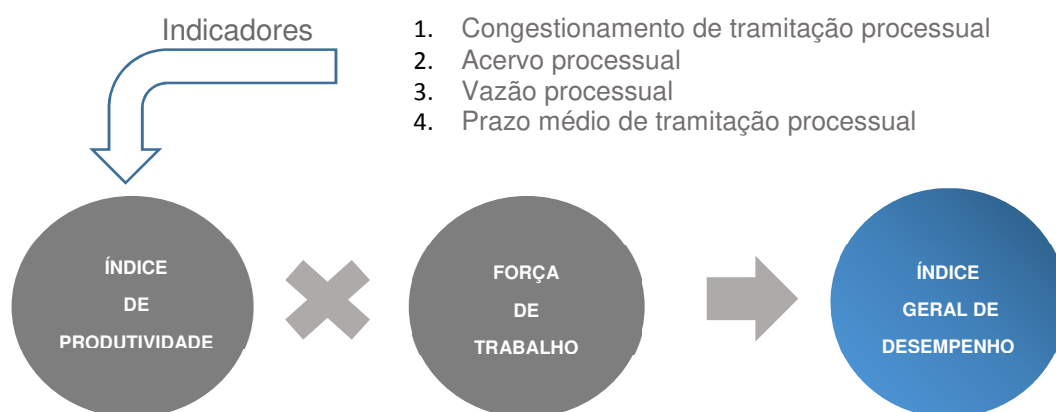 Indicadores
1. Congestionamento de tramitação processual
2. Acervo processual
3. Vazão processual
4. Prazo médio de tramitação processual
ÍNDICE
DE
PRODUTIVIDADE
FORÇA
DE
TRABALHO
ÍNDICE
GERAL DE
DESEMPENHO